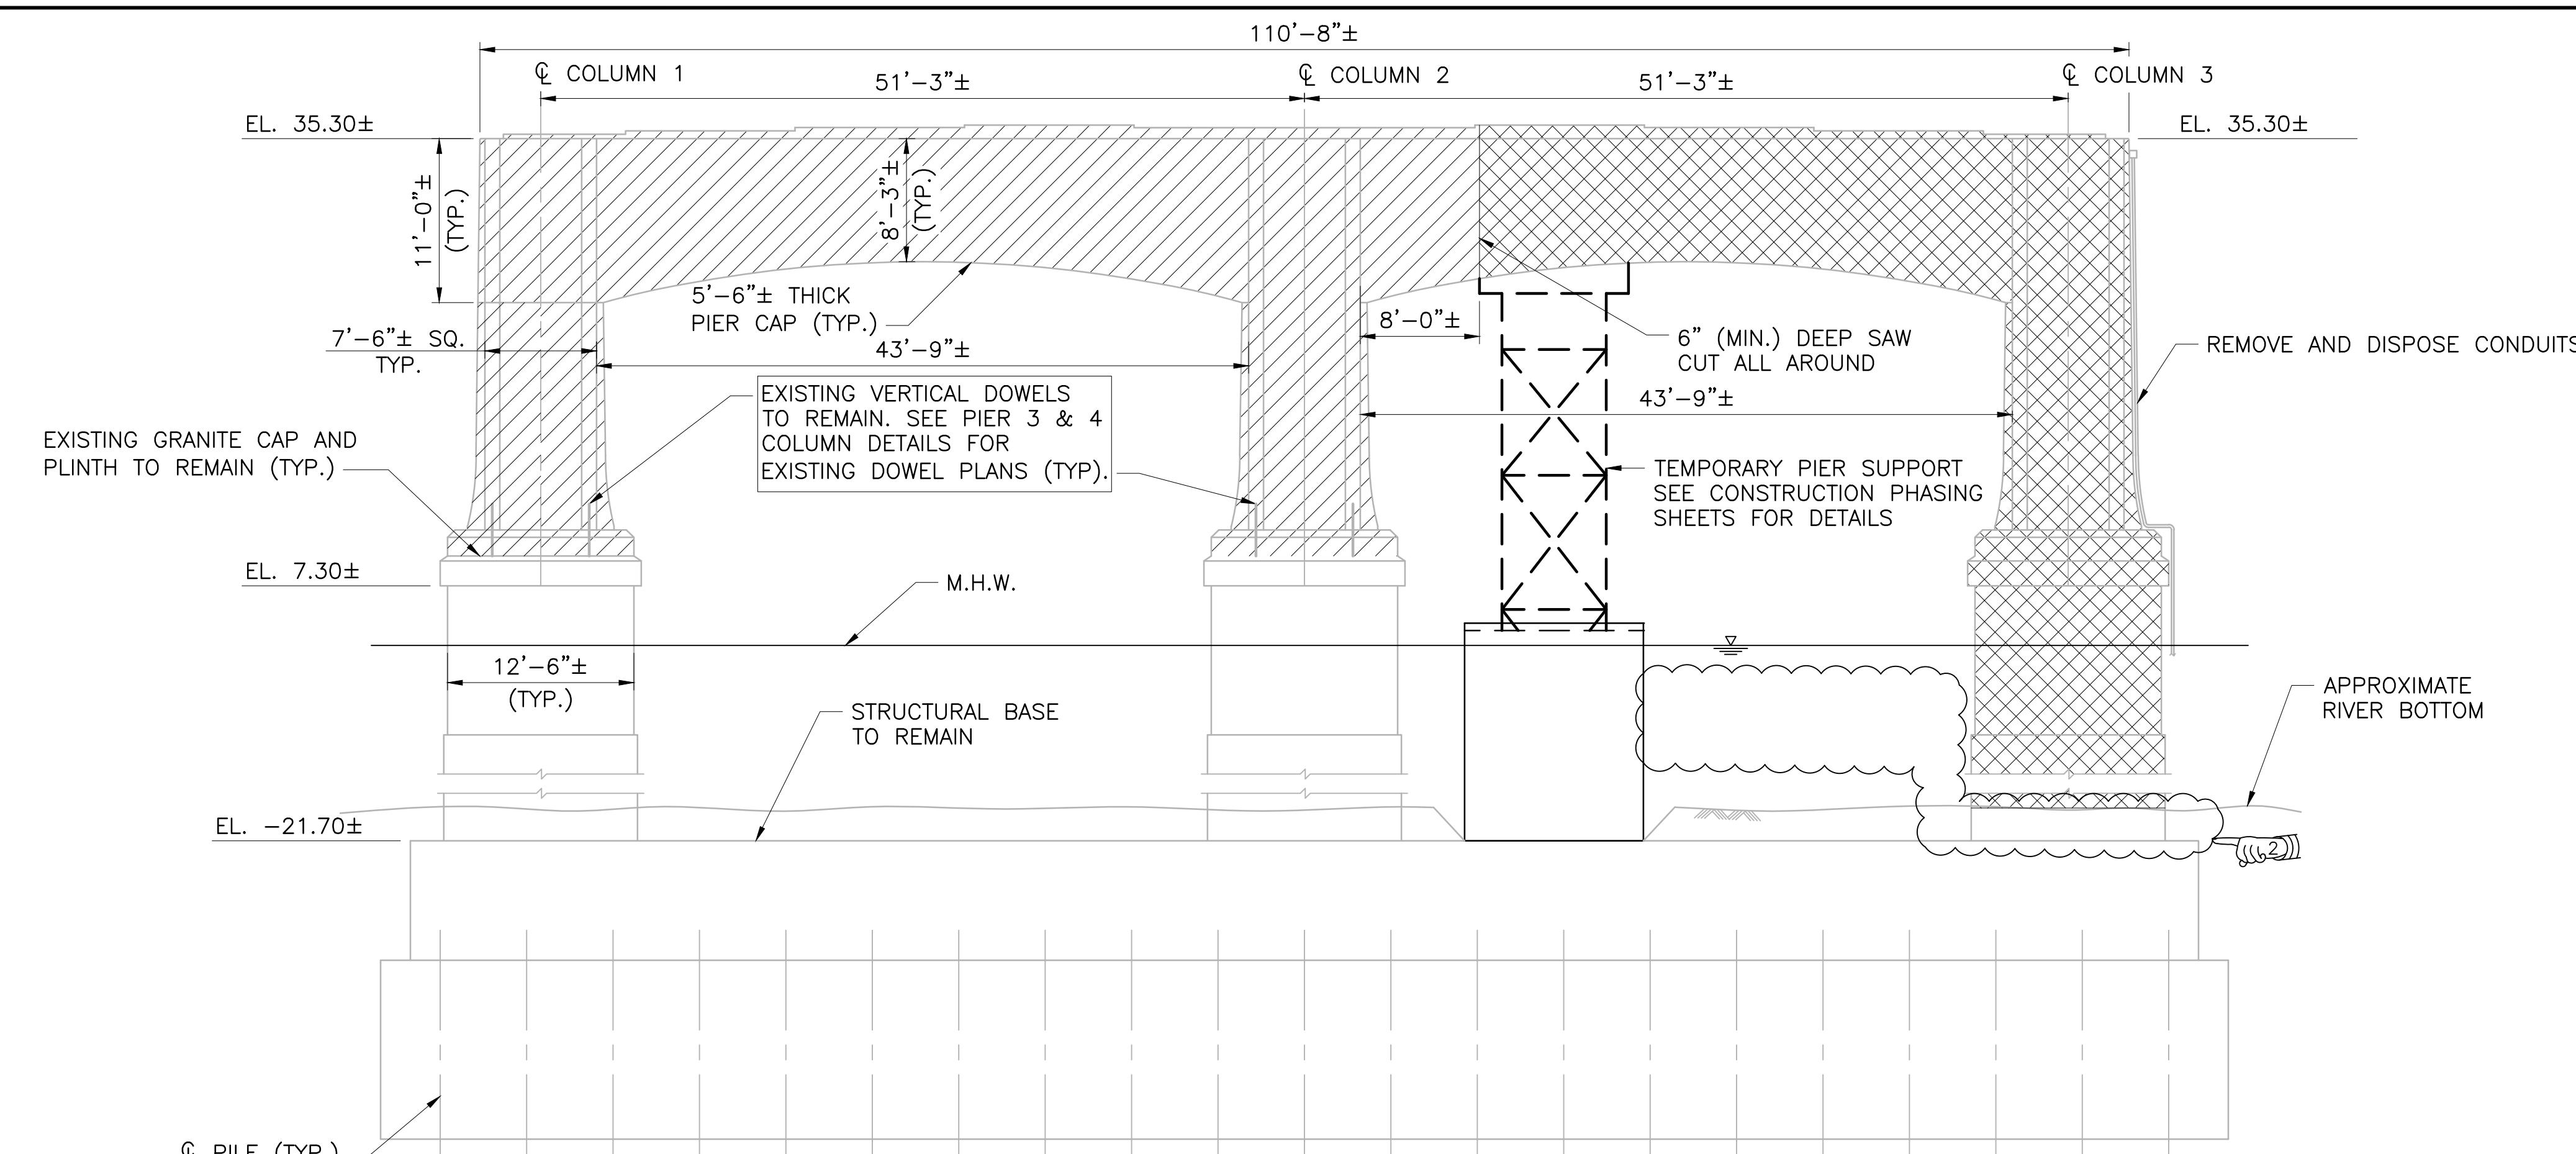 110'-8"±
℄ COLUMN 1
51'-3"±
℄ COLUMN 2
51'-3"±
℄ COLUMN 3
EL. 35.30±
EL. 35.30±
11'-0"±
(TYP.)
8'-3"±
(TYP.)
5'-6"± THICK
PIER CAP (TYP.)
7'-6"± SQ.
TYP.
43'-9"±
8'-0"±
6" (MIN.) DEEP SAW
CUT ALL AROUND
REMOVE AND DISPOSE CONDUITS
EXISTING VERTICAL DOWELS
TO REMAIN. SEE PIER 3 & 4
COLUMN DETAILS FOR
EXISTING DOWEL PLANS (TYP).
43'-9"±
EXISTING GRANITE CAP AND
PLINTH TO REMAIN (TYP.)
TEMPORARY PIER SUPPORT
SEE CONSTRUCTION PHASING
SHEETS FOR DETAILS
EL. 7.30±
M.H.W.
12'-6"±
(TYP.)
STRUCTURAL BASE
TO REMAIN
APPROXIMATE
RIVER BOTTOM
EL. -21.70±
2
℄ PILE (TYP.)